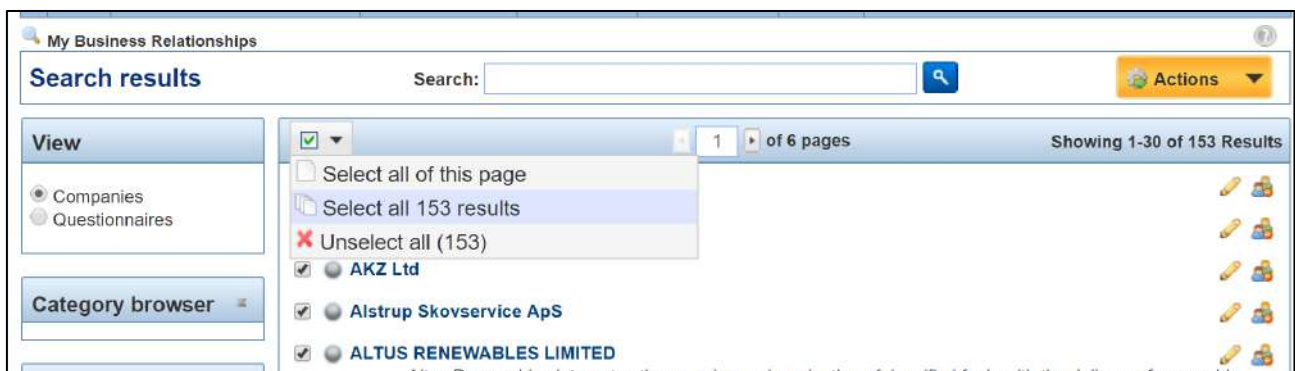 My Business Relationships
Search results
Search:
Actions
View
1 of 6 pages
Showing 1-30 of 153 Results
Companies
Questionnaires
Select all of this page
Select all 153 results
Unselect all (153)
AKZ Ltd
Category browser
Alstrup Skovservice ApS
ALTUS RENEWABLES LIMITED